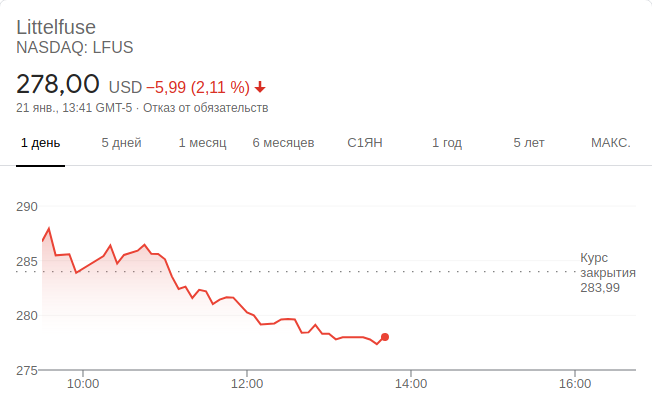 Littelfuse
NASDAQ: LFUS
278,00 USD −5,99 (2,11 %)
21 янв., 13:41 GMT-5 · Отказ от обязательств
1 день 5 дней 1 месяц 6 месяцев С1ЯН 1 год 5 лет МАКС.
290
285
280
275
Курс
закрытия
283,99
10:00 12:00 14:00 16:00